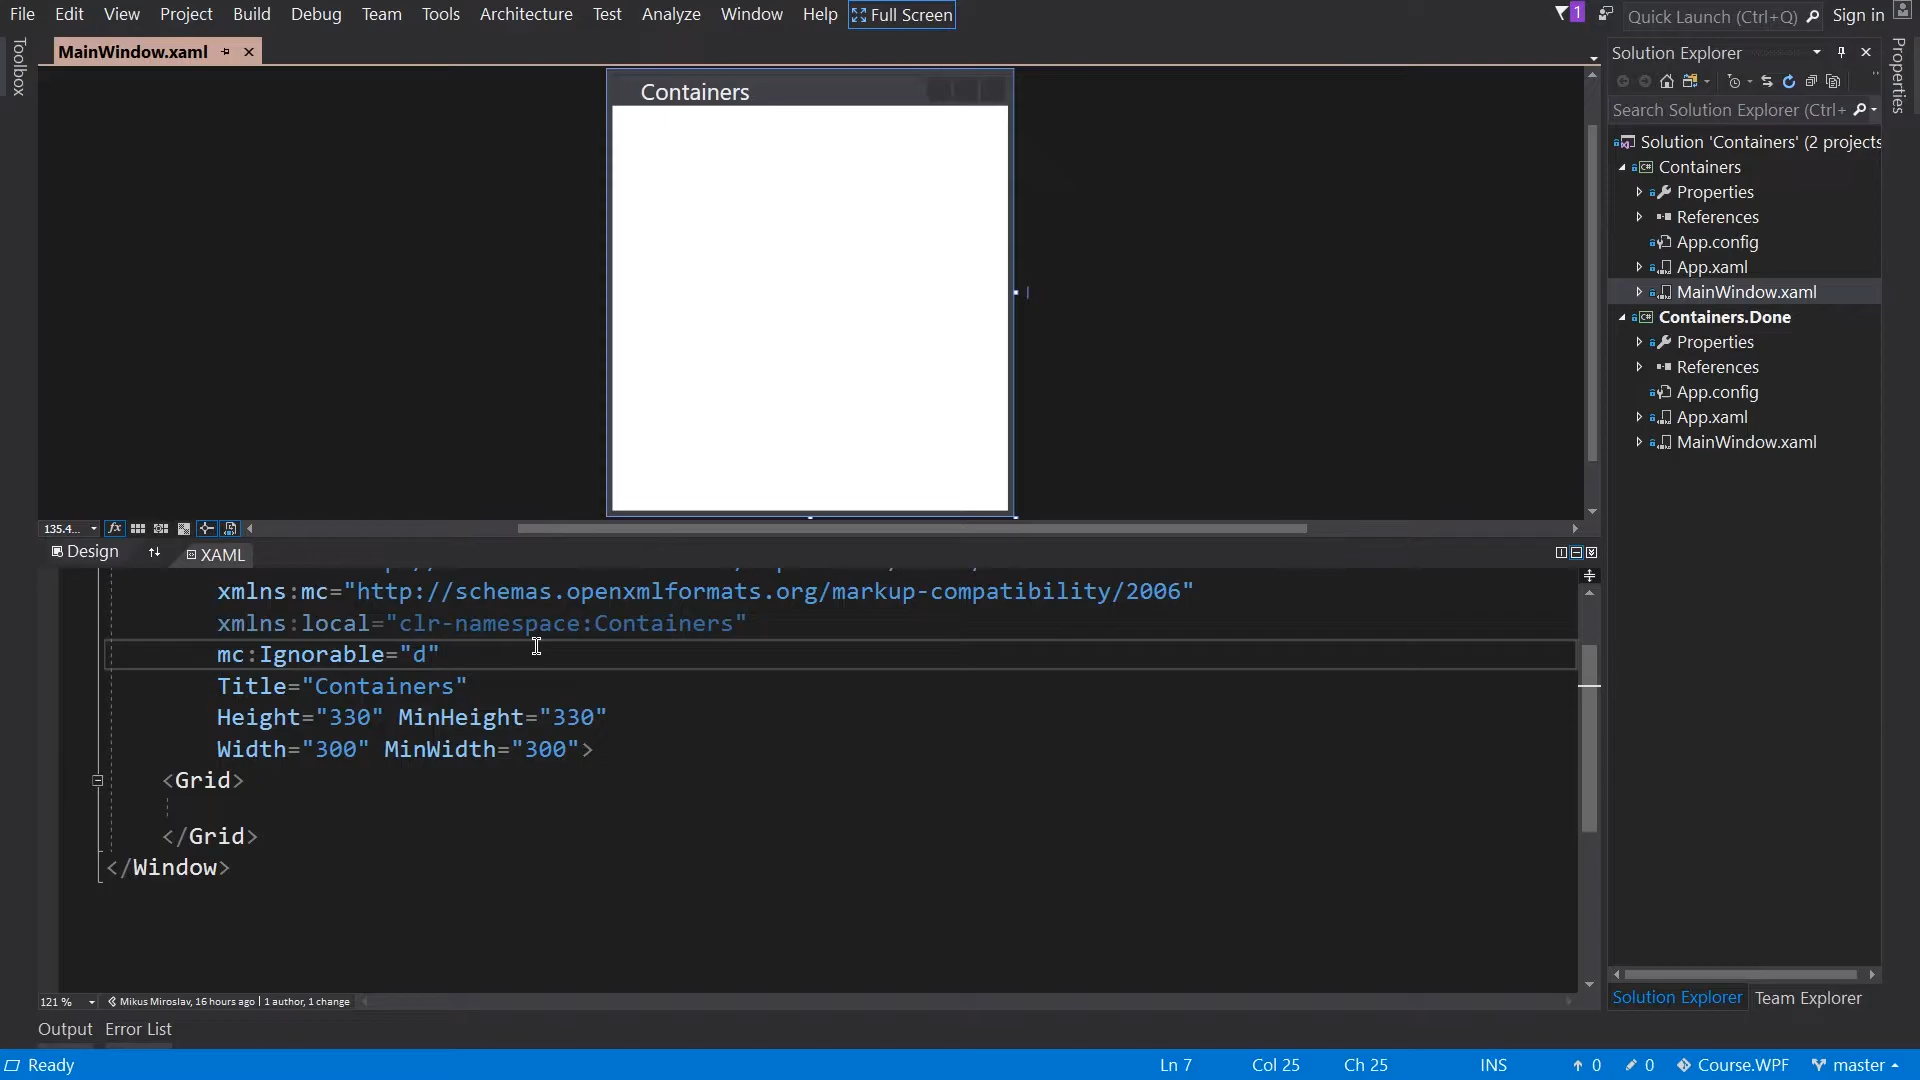 File Edit View Project Build Debug Team Tools Architecture Test Analyze Window Help Full Screen
1 Quick Launch (Ctrl+Q) Sign in
Toolbox
MainWindow.xaml
Containers
135.4...
Design XAML
xmlns:mc="http://schemas.openxmlformats.org/markup-compatibility/2006"
xmlns:local="clr-namespace:Containers"
mc:Ignorable="d"
Title="Containers"
Height="330" MinHeight="330"
Width="300" MinWidth="300">
<Grid>
</Grid>
</Window>
121 % Mikus Miroslav, 16 hours ago | 1 author, 1 change
Output Error List
Solution Explorer
Search Solution Explorer (Ctrl+
Solution 'Containers' (2 projects
Containers
Properties
References
App.config
App.xaml
MainWindow.xaml
Containers.Done
Properties
References
App.config
App.xaml
MainWindow.xaml
Solution Explorer Team Explorer
Properties
Ready Ln 7 Col 25 Ch 25 INS 0 0 Course.WPF master